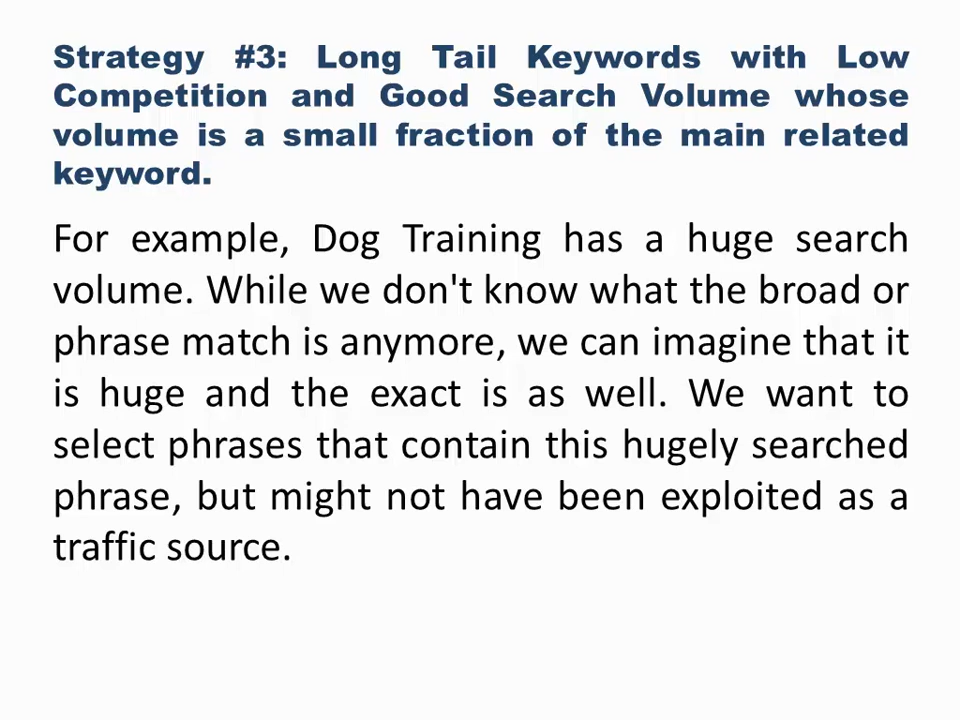 Strategy #3: Long Tail Keywords with Low
Competition and Good Search Volume whose
volume is a small fraction of the main related
keyword.
For example, Dog Training has a huge search
volume. While we don't know what the broad or
phrase match is anymore, we can imagine that it
is huge and the exact is as well. We want to
select phrases that contain this hugely searched
phrase, but might not have been exploited as a
traffic source.